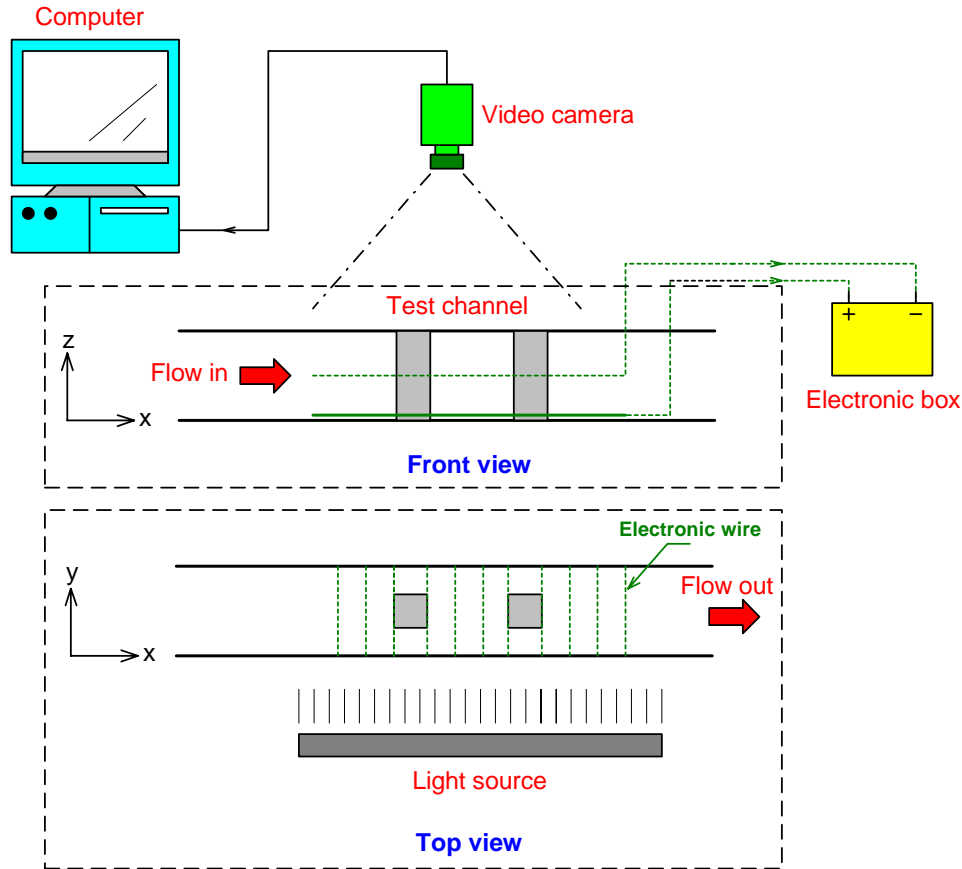 Computer
Video camera
Test channel
z
Flow in
x
+ −
Electronic box
Front view
Electronic wire
y
Flow out
x
Light source
Top view